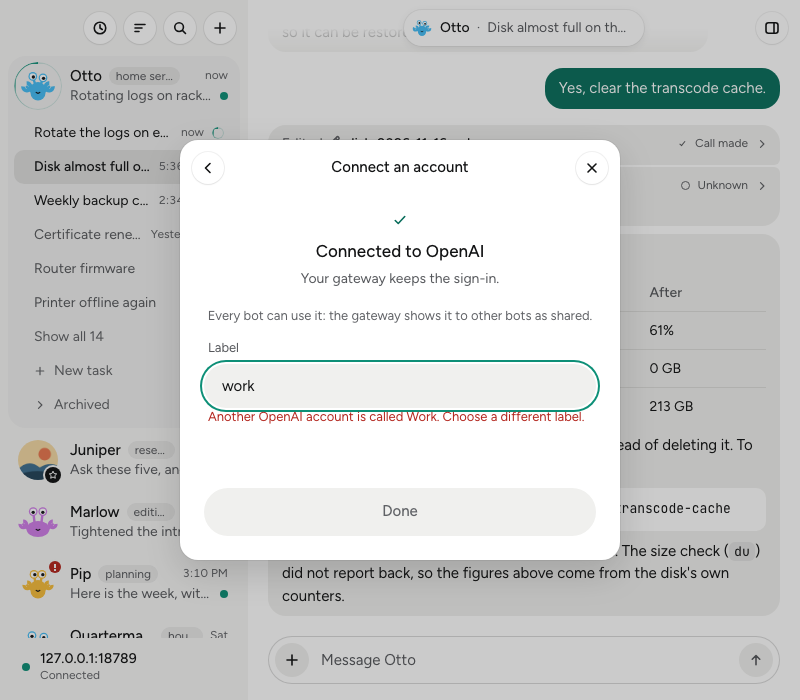 Otto home ser... now
Rotating logs on rack...
Rotate the logs on e... now
Disk almost full o... 5:36
Weekly backup c... 2:34
Certificate rene... Yeste
Router firmware
Printer offline again
Show all 14
New task
Archived
Juniper rese...
Ask these five, an
Marlow editi...
Tightened the intr
Pip planning 3:10 PM
Here is the week, wit...
Quarterma hou... Sat
127.0.0.1:18789
Connected
so it can be restor
Otto · Disk almost full on th...
Yes, clear the transcode cache.
Call made
Unknown
After
61%
0 GB
213 GB
ead of deleting it. To
transcode-cache
. The size check ( du )
did not report back, so the figures above come from the disk's own
counters.
Message Otto
Connect an account
Connected to OpenAI
Your gateway keeps the sign-in.
Every bot can use it: the gateway shows it to other bots as shared.
Label
work
Another OpenAI account is called Work. Choose a different label.
Done